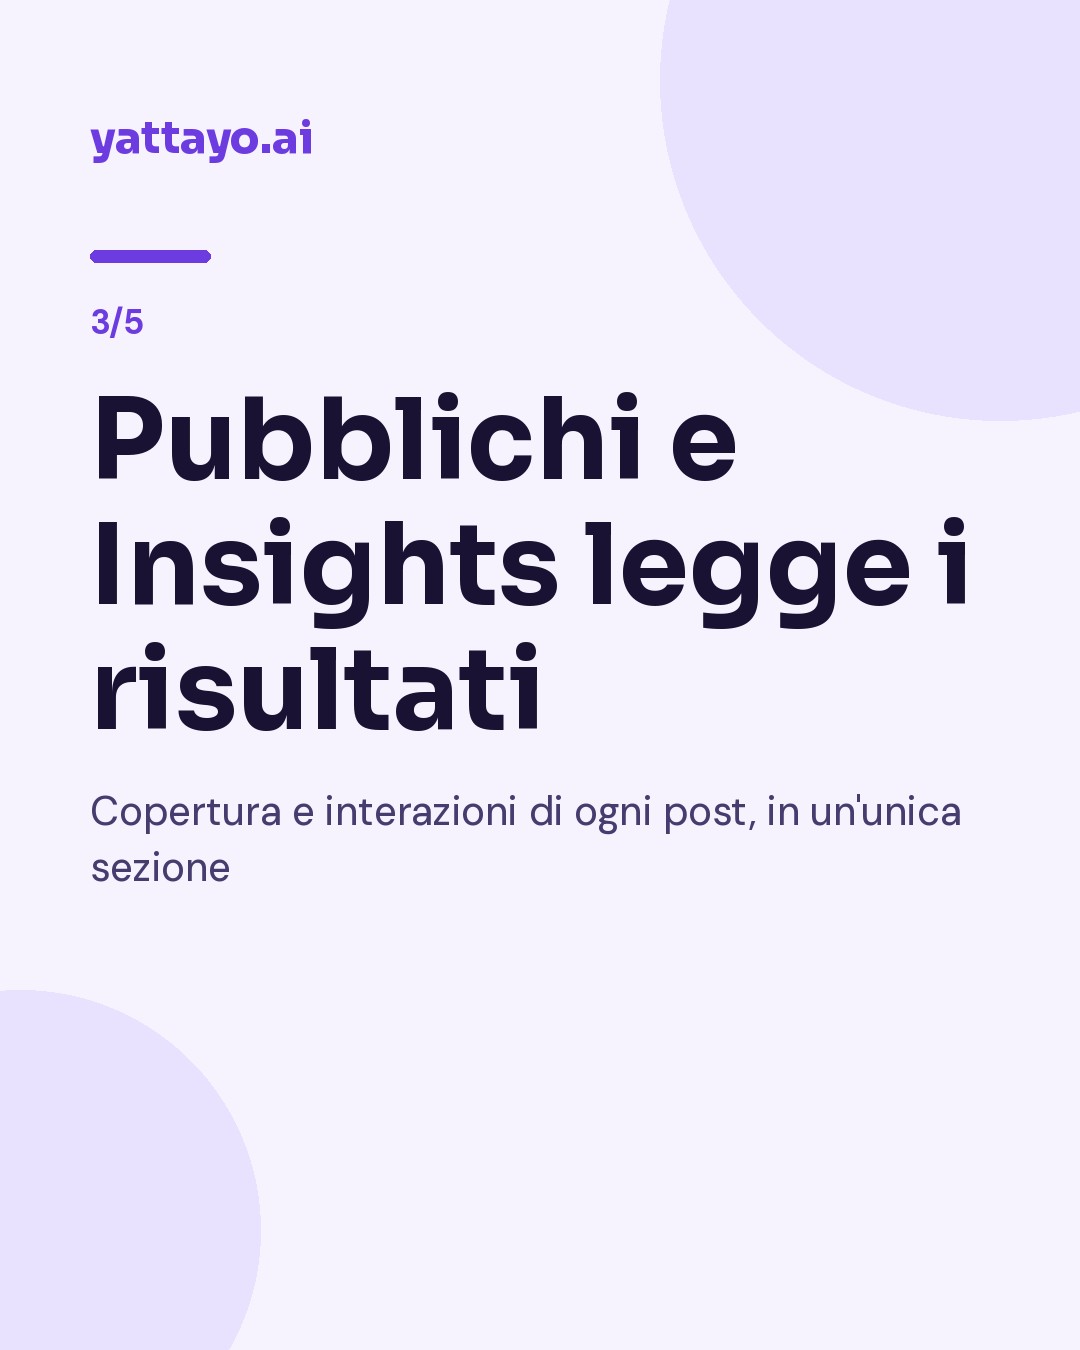 yattayo.ai
3/5
Pubblichi e
Insights legge i
risultati
Copertura e interazioni di ogni post, in un'unica
sezione